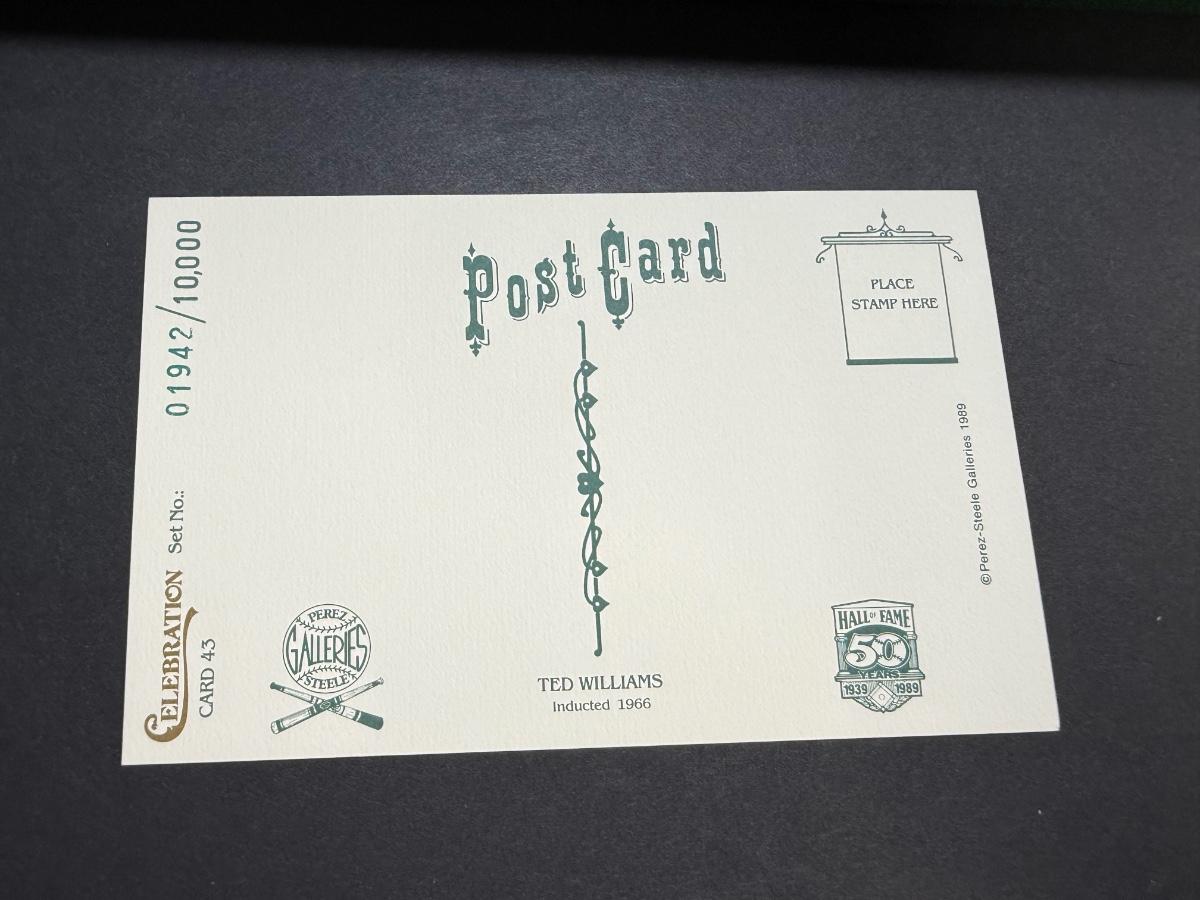 Post Card
PLACE
STAMP HERE
CELEBRATION Set No.: 01942/10,000
CARD 43
PEREZ
GALLERIES
STEELE
TED WILLIAMS
Inducted 1966
HALL OF FAME
50
YEARS
1939 1989
©Perez-Steele Galleries 1989